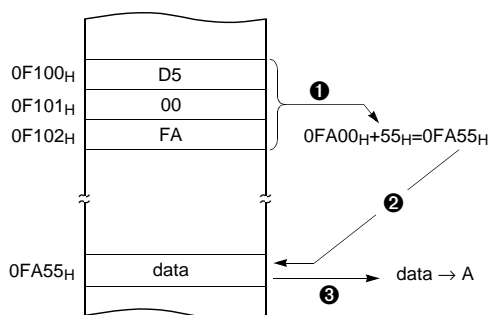 0F100H D5
0F101H 00 ❶
0F102H FA 0FA00H+55H=0FA55H
❷
0FA55H data data → A
❸